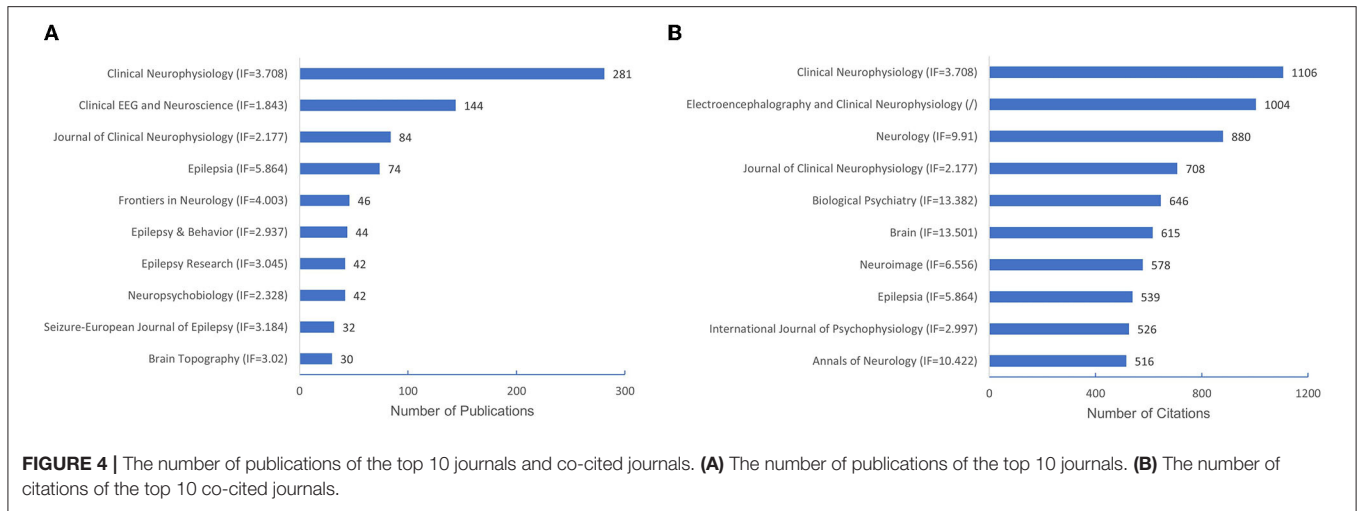 A
Clinical Neurophysiology (IF=3.708) 281
Clinical EEG and Neuroscience (IF=1.843) 144
Journal of Clinical Neurophysiology (IF=2.177) 84
Epilepsia (IF=5.864) 74
Frontiers in Neurology (IF=4.003) 46
Epilepsy & Behavior (IF=2.937) 44
Epilepsy Research (IF=3.045) 42
Neuropsychobiology (IF=2.328) 42
Seizure-European Journal of Epilepsy (IF=3.184) 32
Brain Topography (IF=3.02) 30
0 100 200 300
Number of Publications
B
Clinical Neurophysiology (IF=3.708) 1106
Electroencephalography and Clinical Neurophysiology (/) 1004
Neurology (IF=9.91) 880
Journal of Clinical Neurophysiology (IF=2.177) 708
Biological Psychiatry (IF=13.382) 646
Brain (IF=13.501) 615
Neuroimage (IF=6.556) 578
Epilepsia (IF=5.864) 539
International Journal of Psychophysiology (IF=2.997) 526
Annals of Neurology (IF=10.422) 516
0 400 800 1200
Number of Citations
FIGURE 4 | The number of publications of the top 10 journals and co-cited journals. (A) The number of publications of the top 10 journals. (B) The number of
citations of the top 10 co-cited journals.